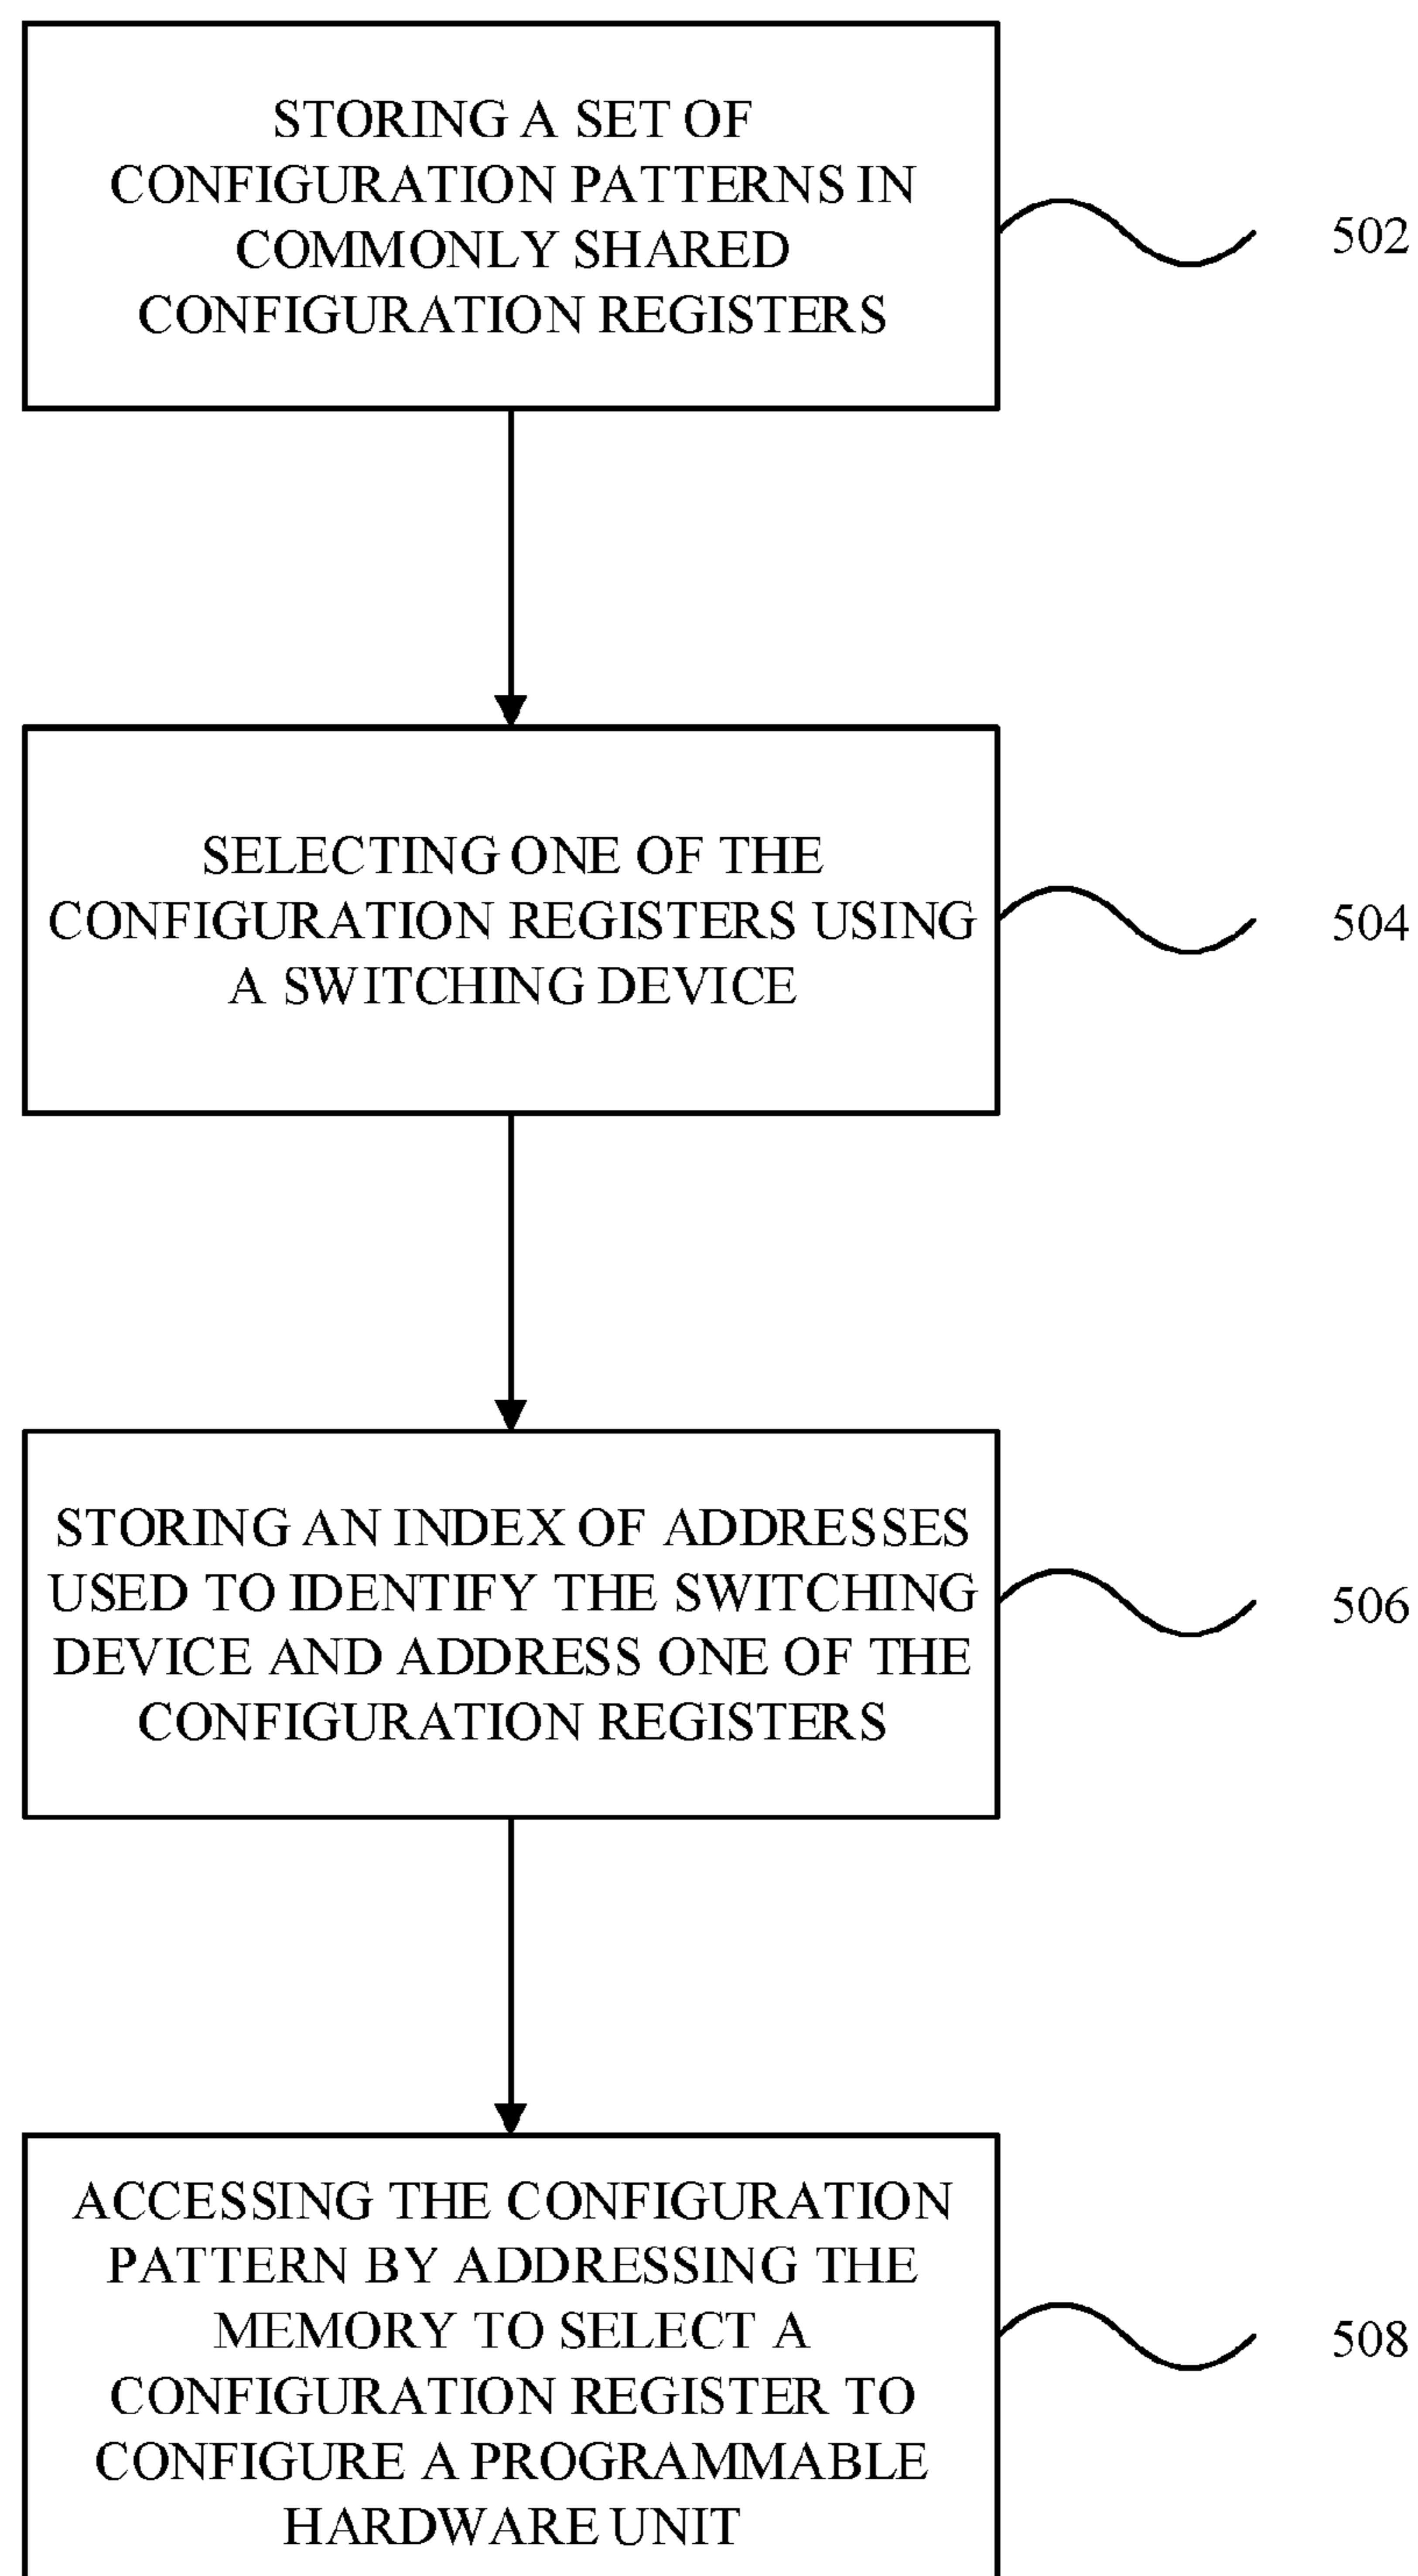 STORING A SET OF
CONFIGURATION PATTERNS IN
COMMONLY SHARED
CONFIGURATION REGISTERS
502
SELECTING ONE OF THE
CONFIGURATION REGISTERS USING
A SWITCHING DEVICE
504
STORING AN INDEX OF ADDRESSES
USED TO IDENTIFY THE SWITCHING
DEVICE AND ADDRESS ONE OF THE
CONFIGURATION REGISTERS
506
ACCESSING THE CONFIGURATION
PATTERN BY ADDRESSING THE
MEMORY TO SELECT A
CONFIGURATION REGISTER TO
CONFIGURE A PROGRAMMABLE
HARDWARE UNIT
508